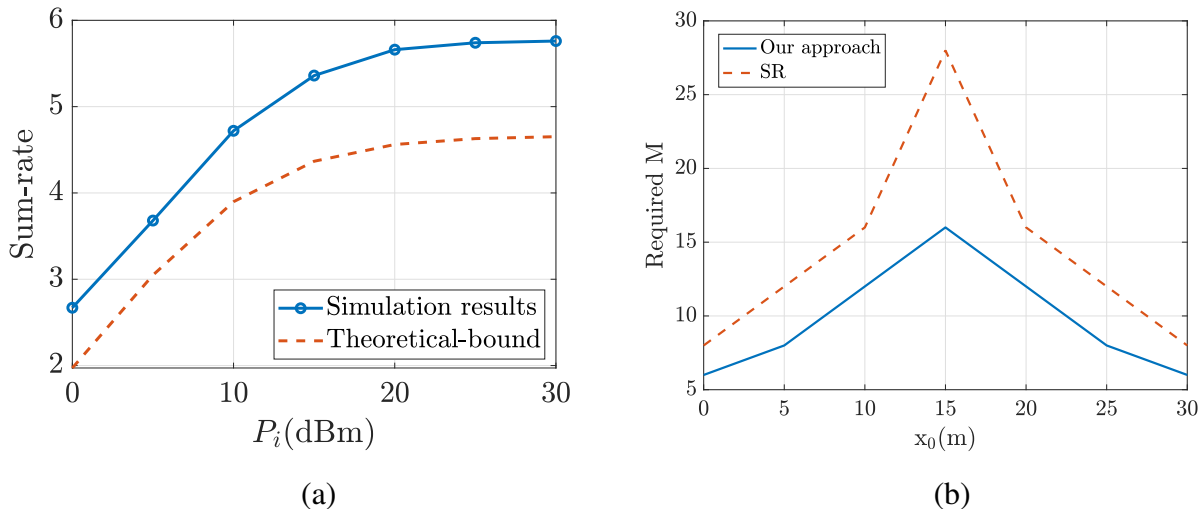 6
5
4
3
2
Sum-rate
0
10
20
30
P_i(dBm)
Simulation results
Theoretical-bound
(a)
30
25
20
15
10
5
Required M
0
5
10
15
20
25
30
x_0(m)
Our approach
SR
(b)